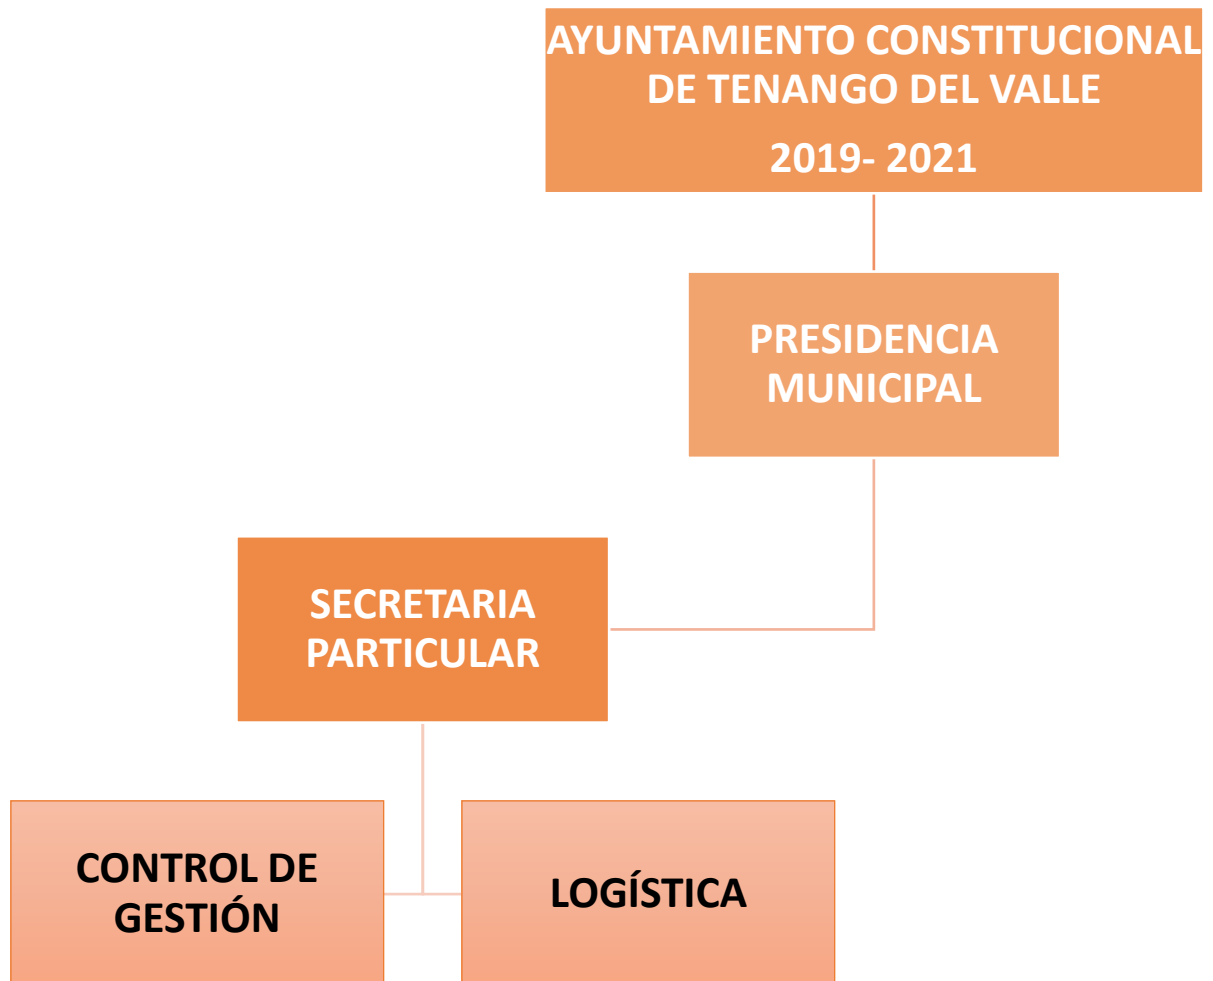 AYUNTAMIENTO CONSTITUCIONAL
DE TENANGO DEL VALLE
2019- 2021
PRESIDENCIA
MUNICIPAL
SECRETARIA
PARTICULAR
CONTROL DE
GESTIÓN
LOGÍSTICA